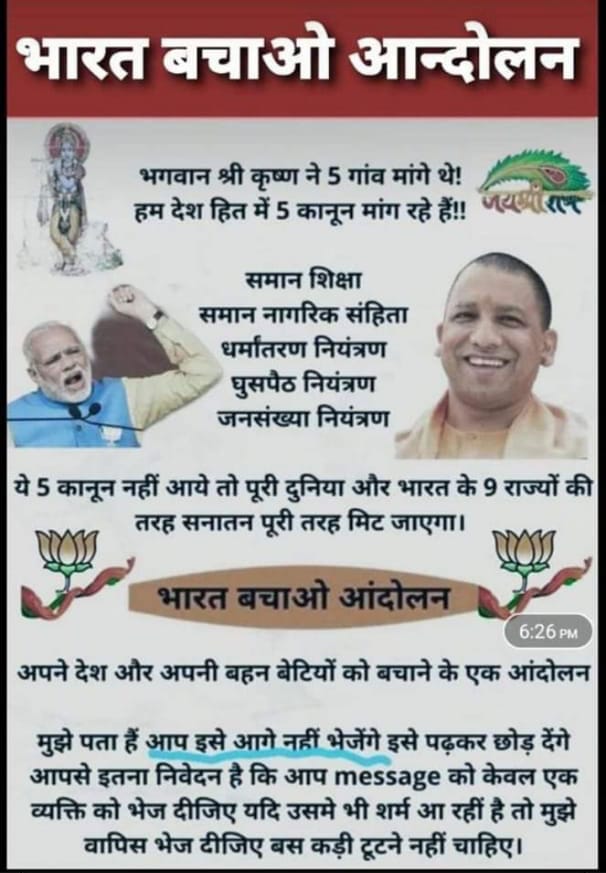 भारत बचाओ आन्दोलन
भगवान श्री कृष्ण ने 5 गांव मांगे थे!
हम देश हित में 5 कानून मांग रहे हैं!!
जयश्री राम
समान शिक्षा
समान नागरिक संहिता
धर्मांतरण नियंत्रण
घुसपैठ नियंत्रण
जनसंख्या नियंत्रण
ये 5 कानून नहीं आये तो पूरी दुनिया और भारत के 9 राज्यों की
तरह सनातन पूरी तरह मिट जाएगा।
भारत बचाओ आंदोलन
6:26 PM
अपने देश और अपनी बहन बेटियों को बचाने के एक आंदोलन
मुझे पता हैं आप इसे आगे नहीं भेजेंगे इसे पढ़कर छोड़ देंगे
आपसे इतना निवेदन है कि आप message को केवल एक
व्यक्ति को भेज दीजिए यदि उसमे भी शर्म आ रहीं है तो मुझे
वापिस भेज दीजिए बस कड़ी टूटने नहीं चाहिए।